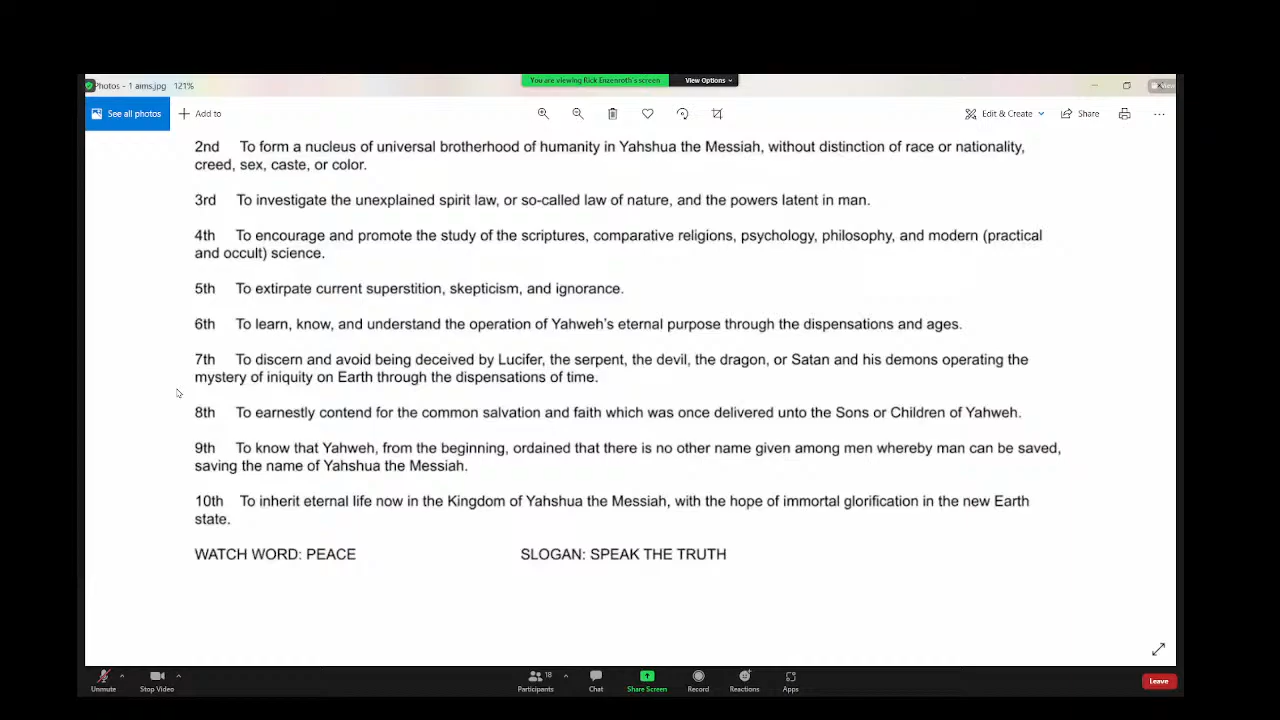 You are viewing Rick Enzenroth's screen View Options
Photos - 1 aims.jpg 121%
See all photos Add to Edit & Create Share
2nd To form a nucleus of universal brotherhood of humanity in Yahshua the Messiah, without distinction of race or nationality,
creed, sex, caste, or color.
3rd To investigate the unexplained spirit law, or so-called law of nature, and the powers latent in man.
4th To encourage and promote the study of the scriptures, comparative religions, psychology, philosophy, and modern (practical
and occult) science.
5th To extirpate current superstition, skepticism, and ignorance.
6th To learn, know, and understand the operation of Yahweh's eternal purpose through the dispensations and ages.
7th To discern and avoid being deceived by Lucifer, the serpent, the devil, the dragon, or Satan and his demons operating the
mystery of iniquity on Earth through the dispensations of time.
8th To earnestly contend for the common salvation and faith which was once delivered unto the Sons or Children of Yahweh.
9th To know that Yahweh, from the beginning, ordained that there is no other name given among men whereby man can be saved,
saving the name of Yahshua the Messiah.
10th To inherit eternal life now in the Kingdom of Yahshua the Messiah, with the hope of immortal glorification in the new Earth
state.
WATCH WORD: PEACE SLOGAN: SPEAK THE TRUTH
18
Unmute Stop Video Participants Chat Share Screen Record Reactions Apps Leave